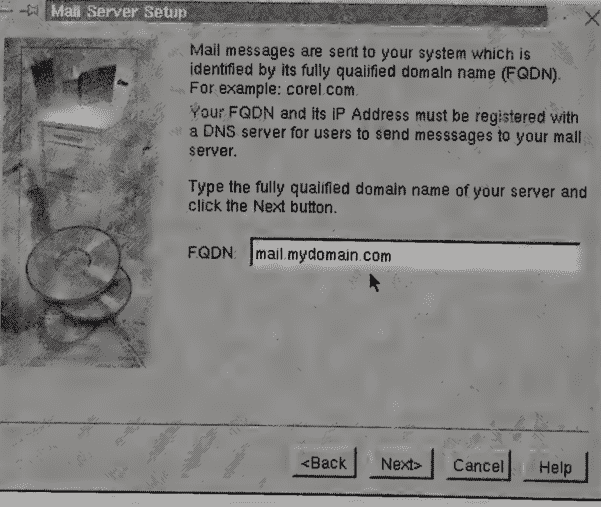 Mail Server Setup
Mail messages are sent to your system which is
identified by its fully qualified domain name (FQDN).
For example: corel.com.
Your FQDN and its IP Address must be registered with
a DNS server for users to send messsages to your mail
server.
Type the fully qualified domain name of your server and
click the Next button.
FQDN: mail.mydomain.com
<Back Next> Cancel Help